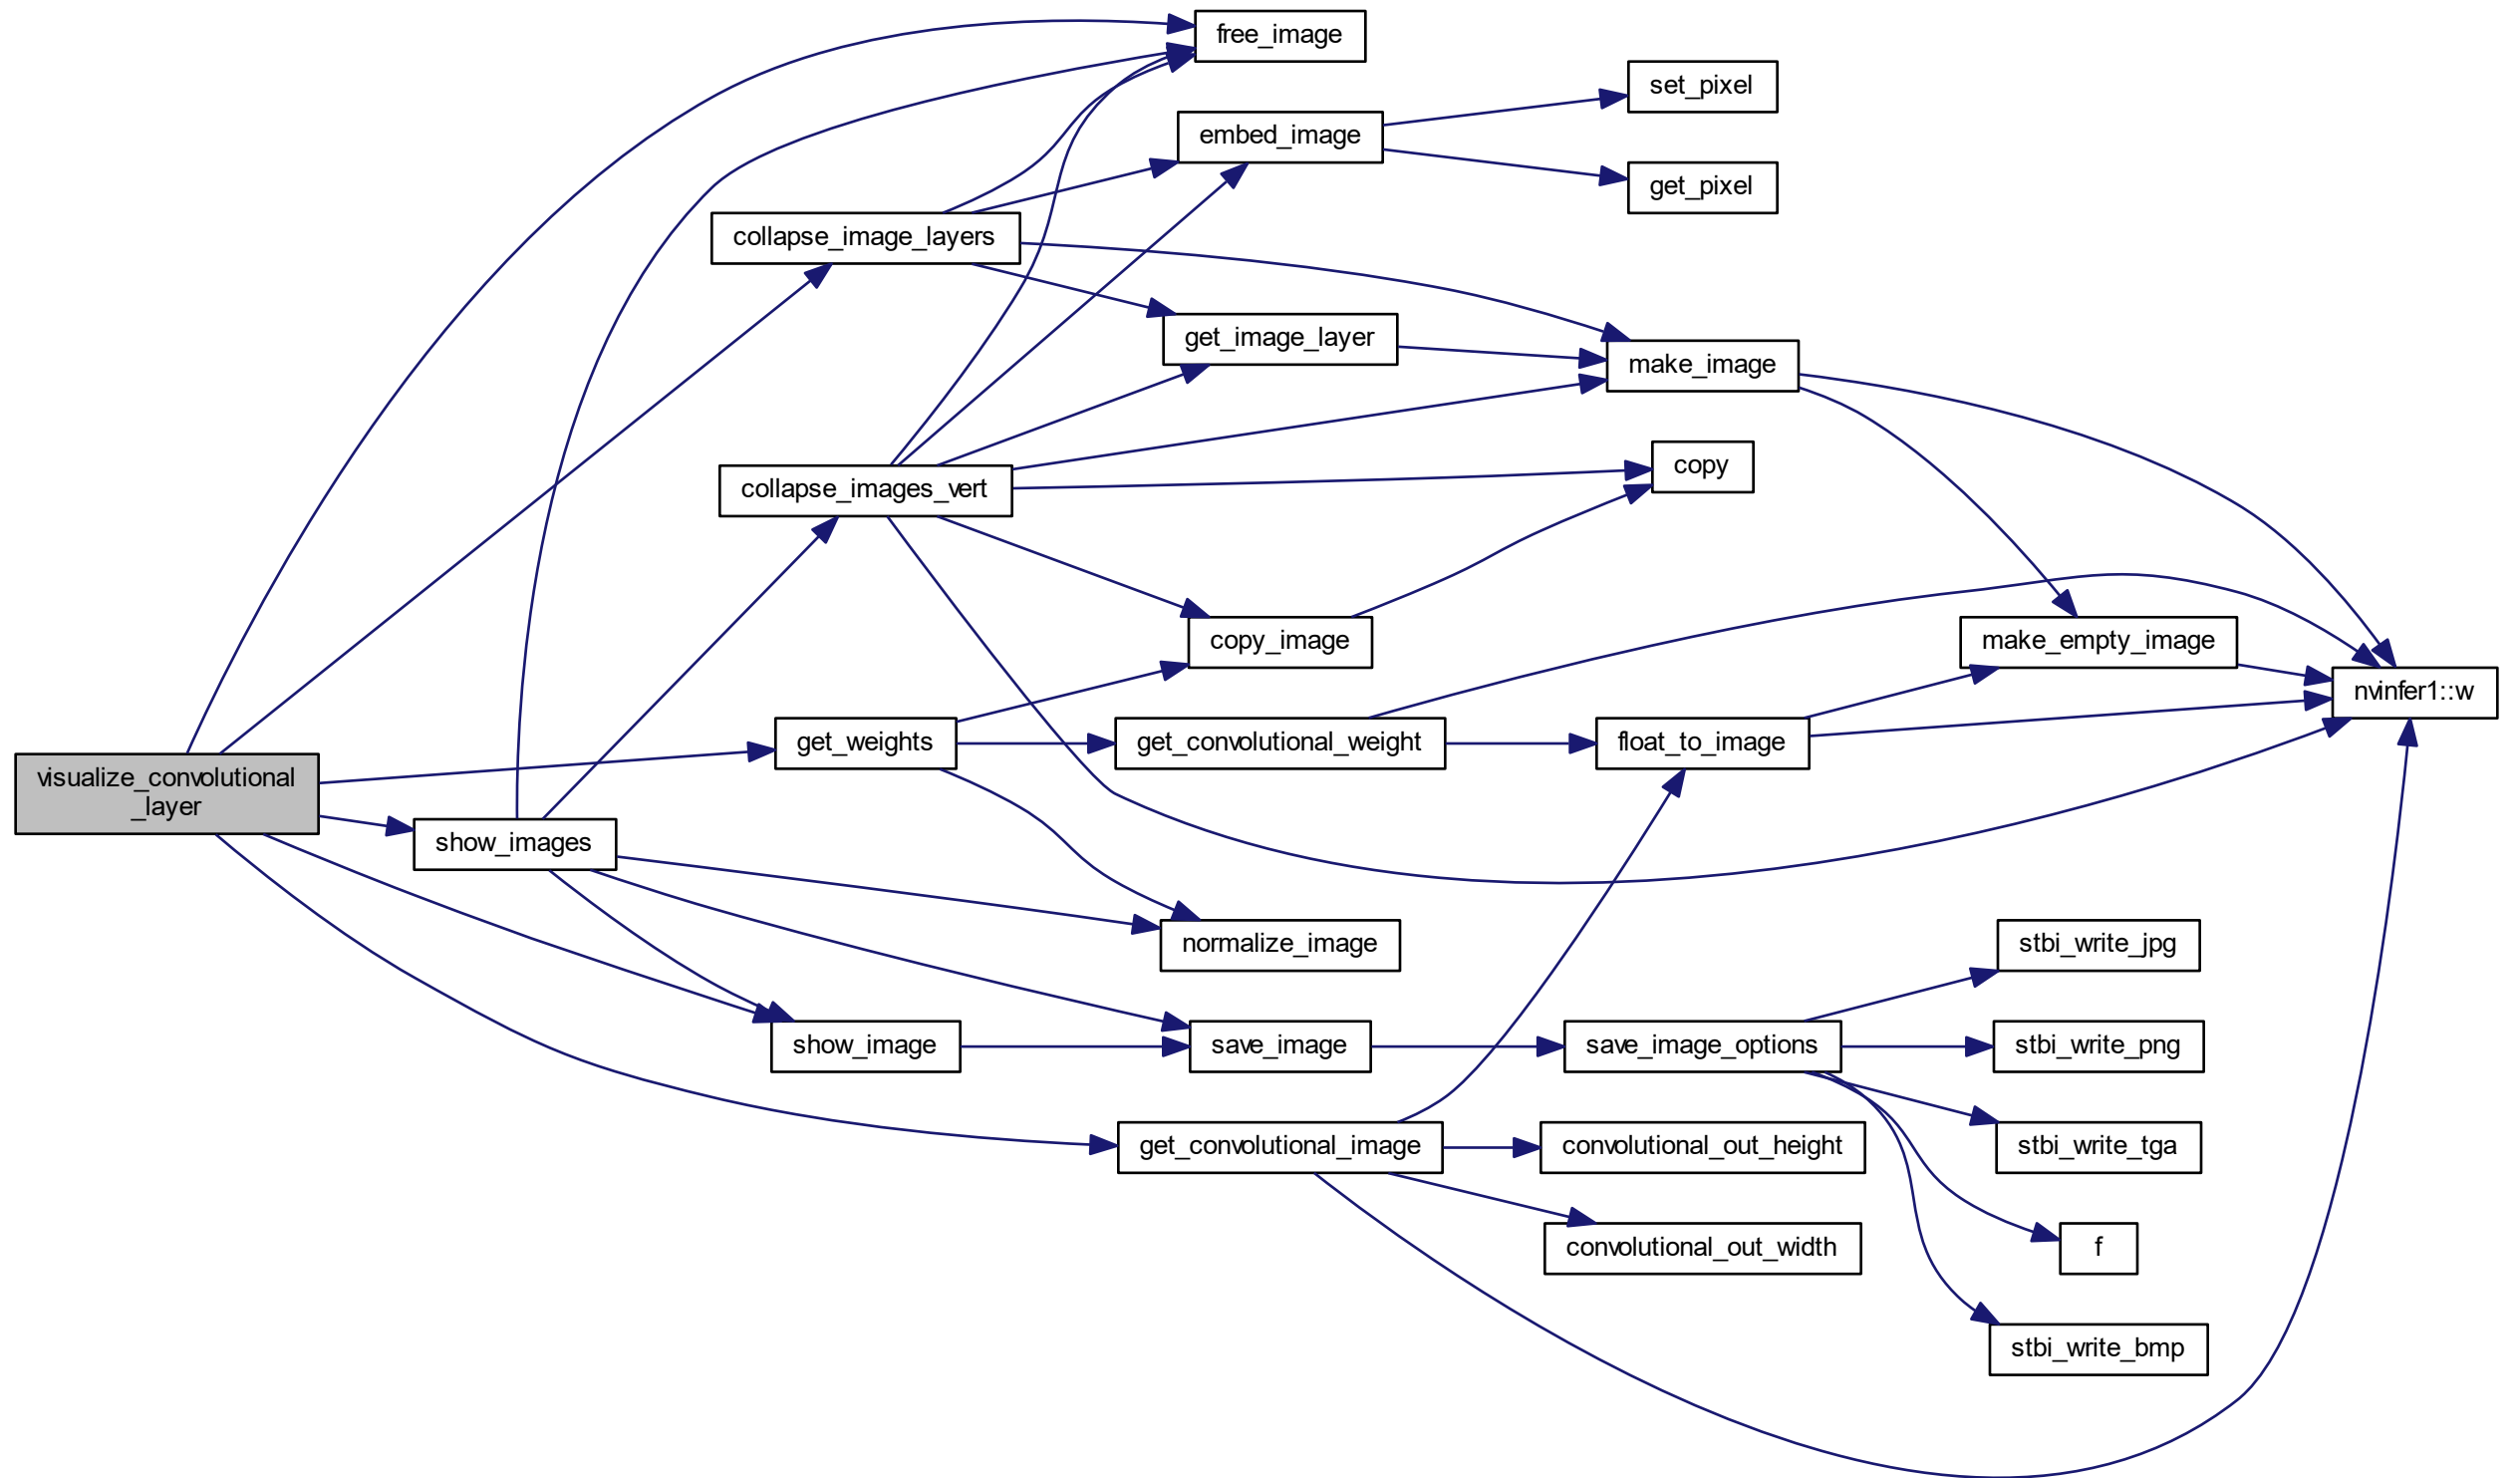 free_image
set_pixel
embed_image
get_pixel
collapse_image_layers
get_image_layer
make_image
copy
collapse_images_vert
copy_image
make_empty_image
nvinfer1::w
get_weights
get_convolutional_weight
float_to_image
visualize_convolutional
_layer
show_images
normalize_image
stbi_write_jpg
show_image
save_image
save_image_options
stbi_write_png
get_convolutional_image
convolutional_out_height
stbi_write_tga
convolutional_out_width
f
stbi_write_bmp